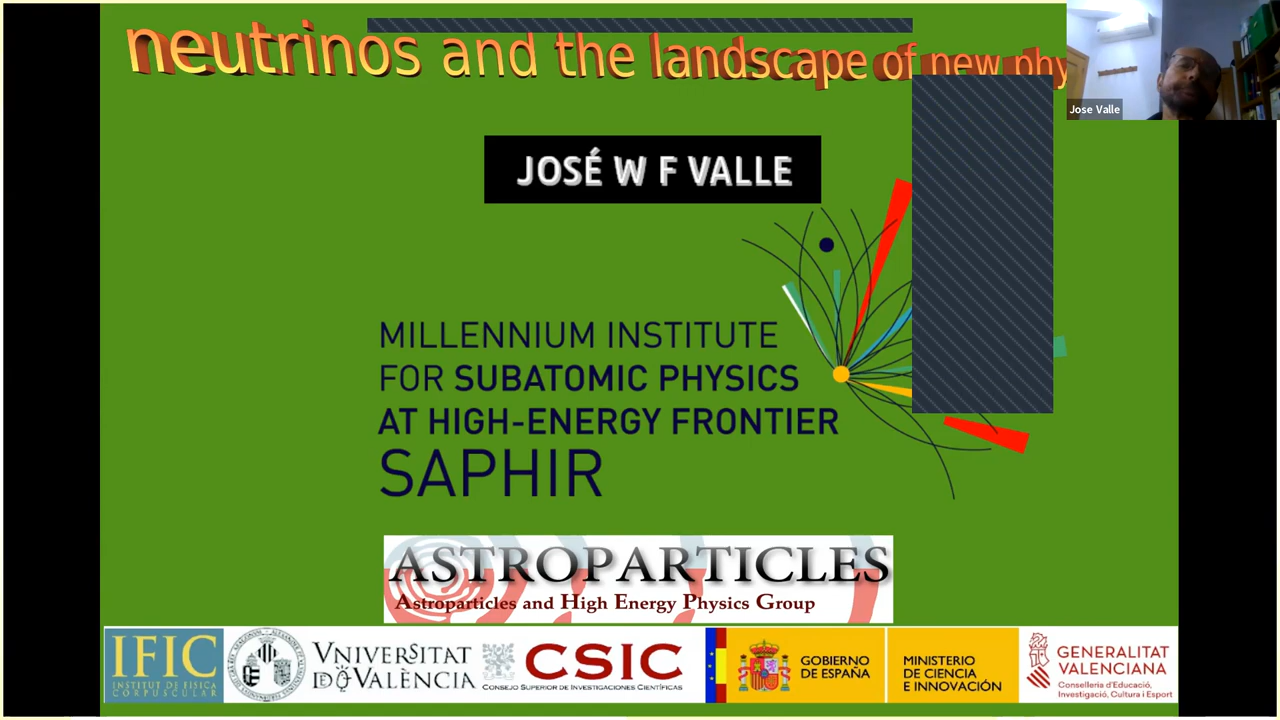 neutrinos and the landscape of new phy
Jose Valle
JOSÉ W F VALLE
MILLENNIUM INSTITUTE
FOR SUBATOMIC PHYSICS
AT HIGH-ENERGY FRONTIER
SAPHIR
ASTROPARTICLES
Astroparticles and High Energy Physics Group
IFIC
INSTITUT DE FÍSICA
CORPUSCULAR
VNIVERSITAT
DE VALÈNCIA
CSIC
CONSEJO SUPERIOR DE INVESTIGACIONES CIENTÍFICAS
GOBIERNO
DE ESPAÑA
MINISTERIO
DE CIENCIA
E INNOVACIÓN
GENERALITAT
VALENCIANA
Conselleria d'Educació,
Investigació, Cultura i Esport